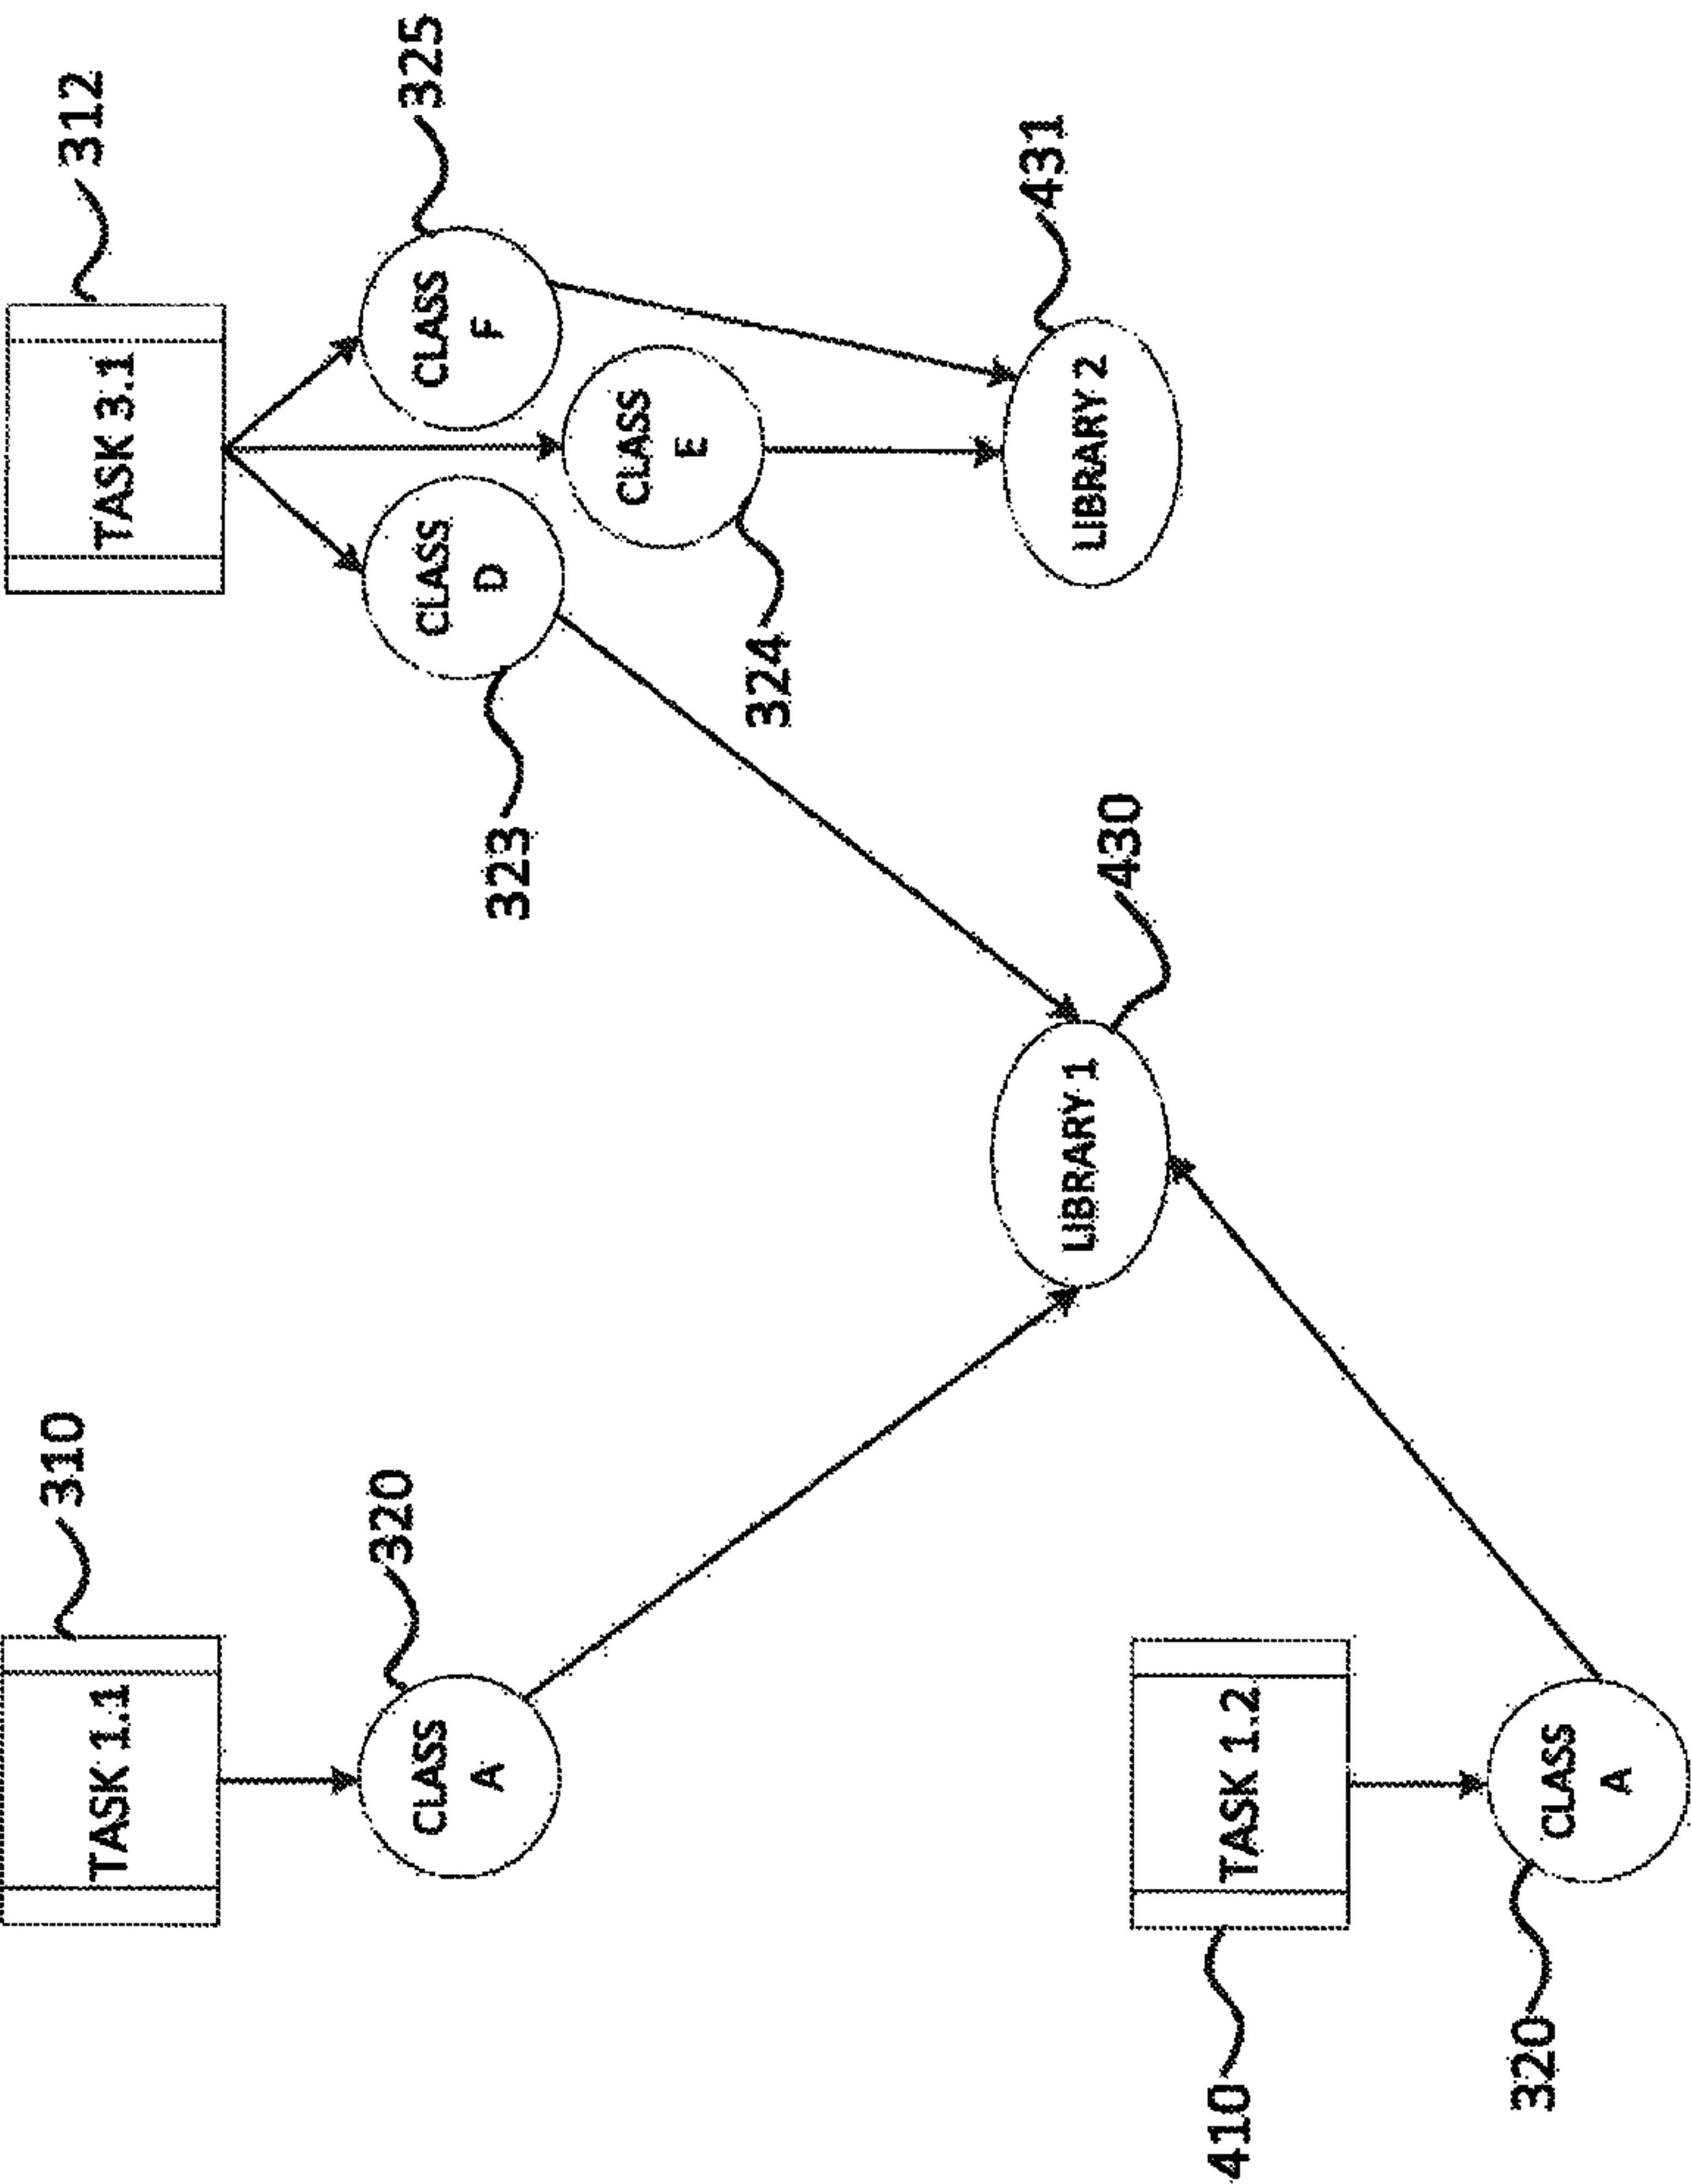 TASK 1.1
310
CLASS
A
320
TASK 3.1
312
CLASS
D
323
CLASS
E
324
CLASS
F
325
LIBRARY 1
430
LIBRARY 2
431
TASK 1.2
410
CLASS
A
320